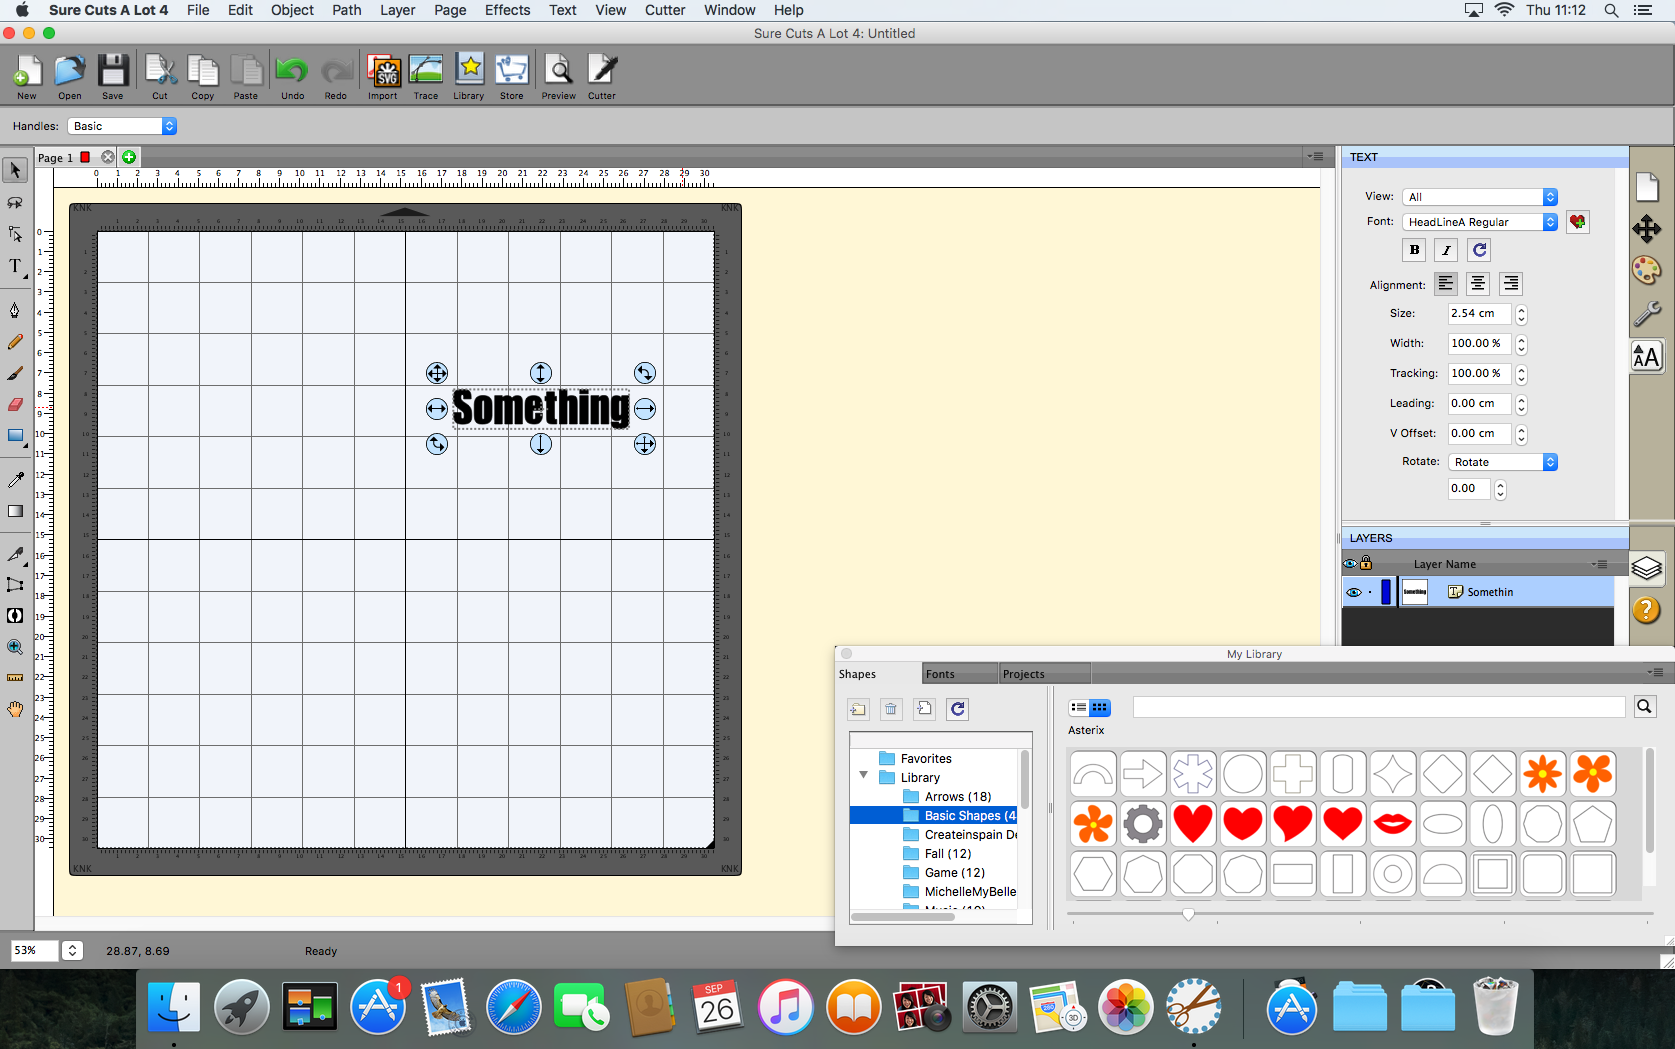 Sure Cuts A Lot 4 File Edit Object Path Layer Page Effects Text View Cutter Window Help Thu 11:12
Sure Cuts A Lot 4: Untitled
New Open Save Cut Copy Paste Undo Redo Import Trace Library Store Preview Cutter
SVG
Handles: Basic
Page 1
0 1 2 3 4 5 6 7 8 9 10 11 12 13 14 15 16 17 18 19 20 21 22 23 24 25 26 27 28 29 30
KNK KNK
Something
KNK KNK
TEXT
View: All
Font: HeadLineA Regular
B I
Alignment:
Size: 2.54 cm
Width: 100.00 %
Tracking: 100.00 %
Leading: 0.00 cm
V Offset: 0.00 cm
Rotate: Rotate
0.00
AA
LAYERS
Layer Name
Something Somethin
My Library
Shapes Fonts Projects
Asterix
Favorites
Library
Arrows (18)
Basic Shapes (4
Createinspain De
Fall (12)
Game (12)
MichelleMyBelle
53% 28.87, 8.69 Ready
1
SEP
26
3D